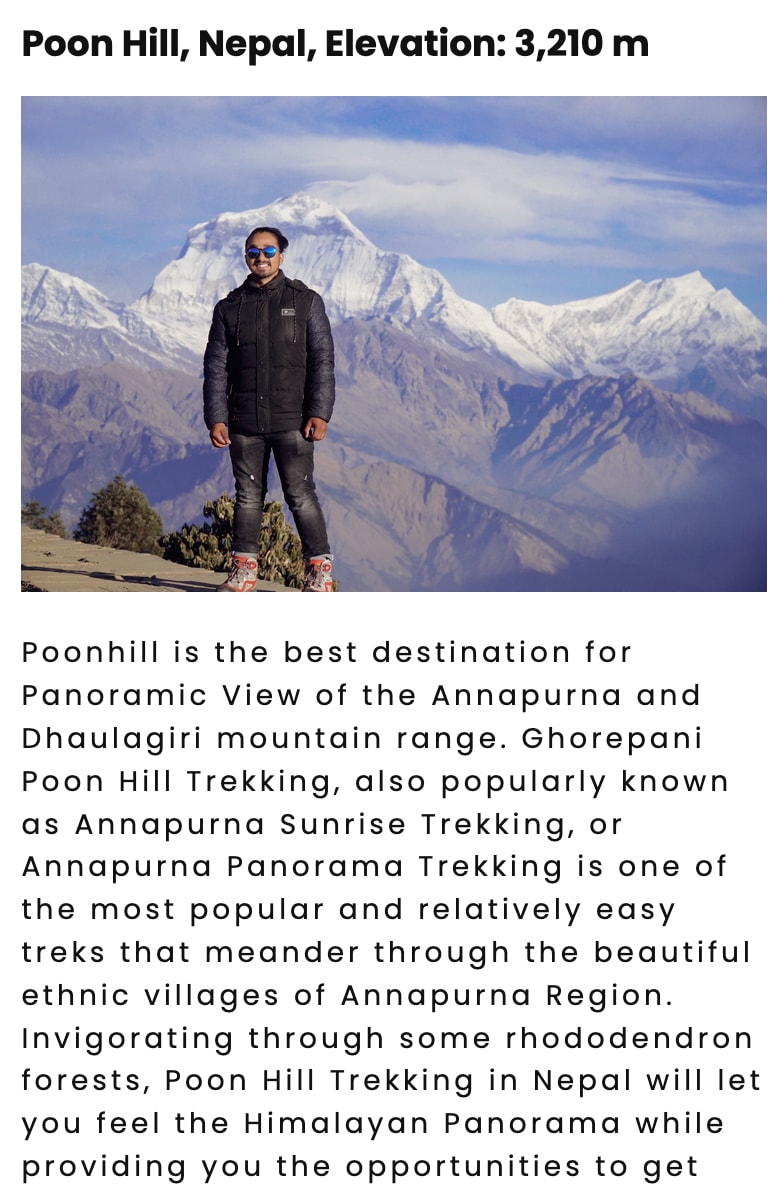 Poon Hill, Nepal, Elevation: 3,210 m
Poonhill is the best destination for
Panoramic View of the Annapurna and
Dhaulagiri mountain range. Ghorepani
Poon Hill Trekking, also popularly known
as Annapurna Sunrise Trekking, or
Annapurna Panorama Trekking is one of
the most popular and relatively easy
treks that meander through the beautiful
ethnic villages of Annapurna Region.
Invigorating through some rhododendron
forests, Poon Hill Trekking in Nepal will let
you feel the Himalayan Panorama while
providing you the opportunities to get